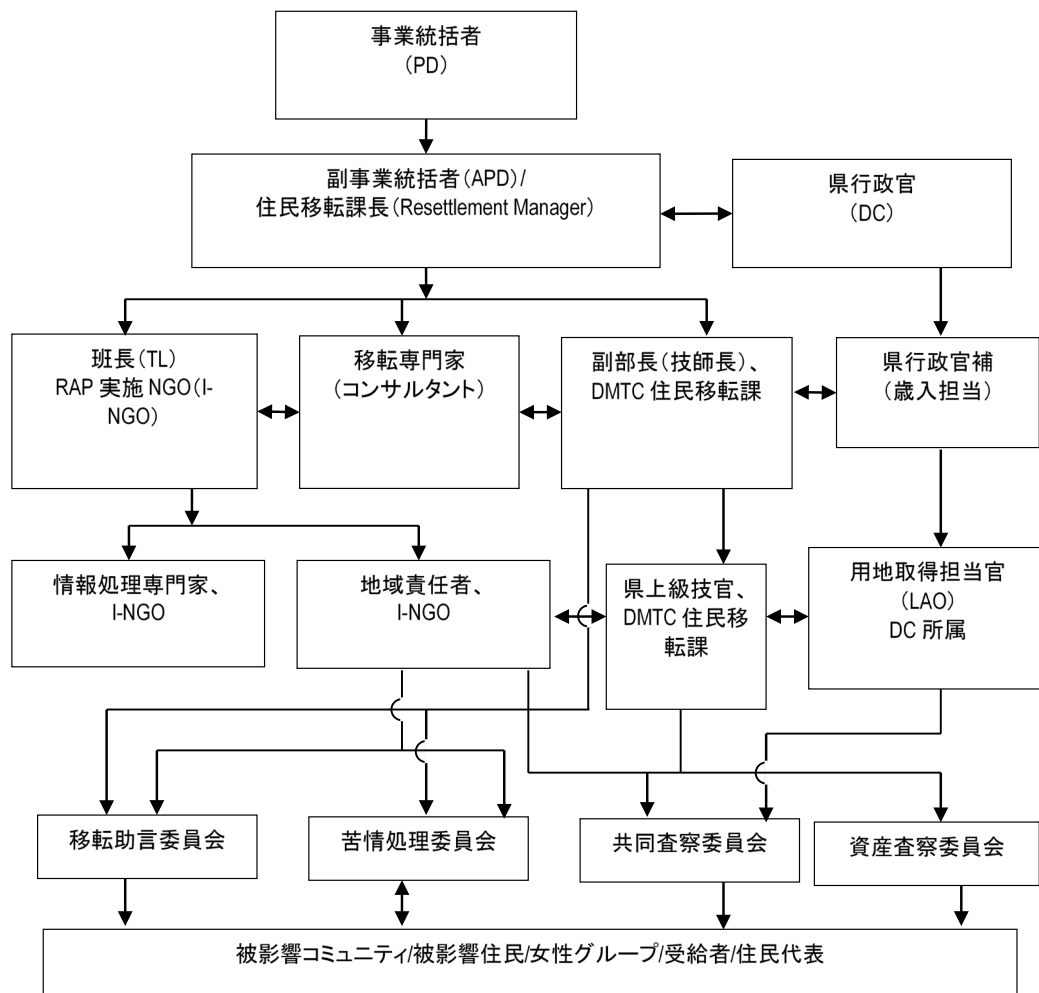 事業統括者
（PD）
副事業統括者（APD）/
住民移転課長（Resettlement Manager）
県行政官
（DC）
班長（TL）
RAP 実施 NGO（I-
NGO）
移転専門家
（コンサルタント）
副部長（技師長）、
DMTC 住民移転課
県行政官補
（歳入担当）
情報処理専門家、
I-NGO
地域責任者、
I-NGO
県上級技官、
DMTC 住民移
転課
用地取得担当官
（LAO）
DC 所属
移転助言委員会
苦情処理委員会
共同査察委員会
資産査察委員会
被影響コミュニティ/被影響住民/女性グループ/受給者/住民代表